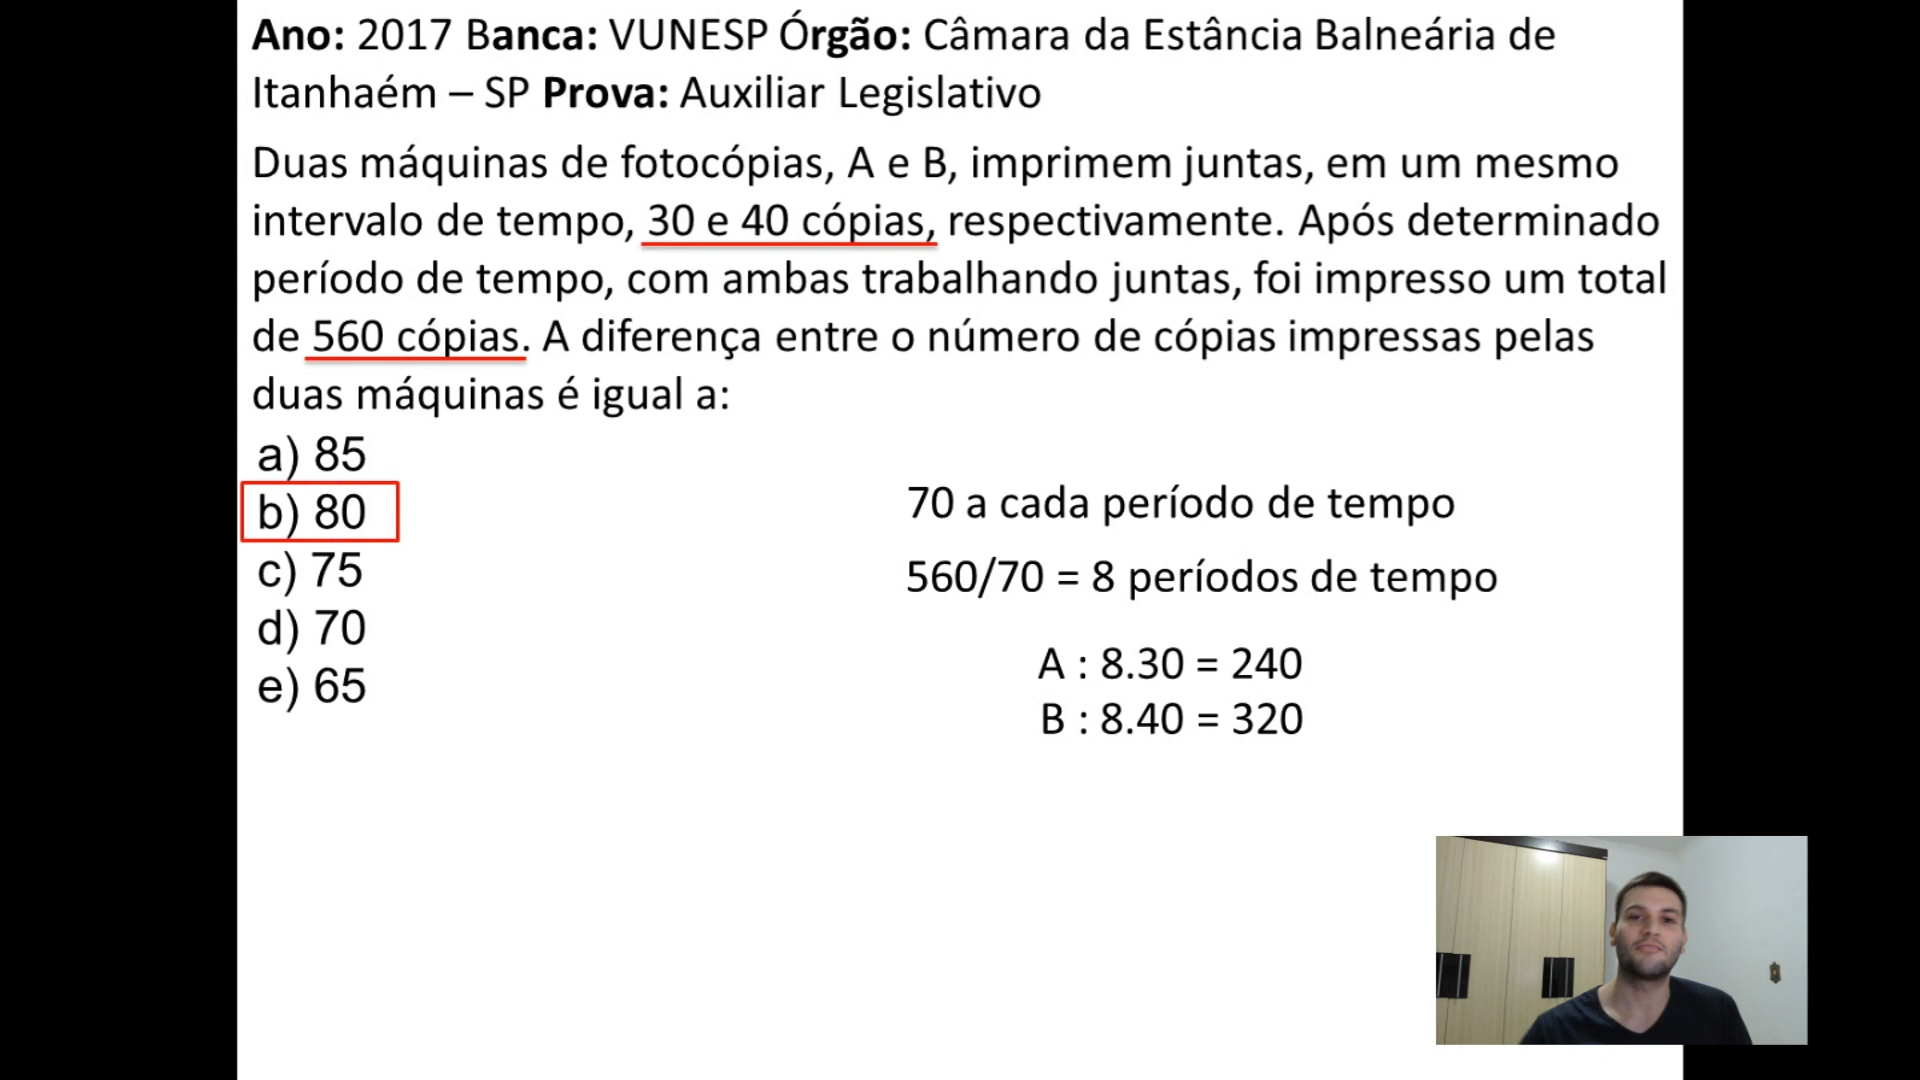 Ano: 2017 Banca: VUNESP Órgão: Câmara da Estância Balneária de
Itanhaém – SP Prova: Auxiliar Legislativo
Duas máquinas de fotocópias, A e B, imprimem juntas, em um mesmo
intervalo de tempo, 30 e 40 cópias, respectivamente. Após determinado
período de tempo, com ambas trabalhando juntas, foi impresso um total
de 560 cópias. A diferença entre o número de cópias impressas pelas
duas máquinas é igual a:
a) 85
b) 80
c) 75
d) 70
e) 65
70 a cada período de tempo
560/70 = 8 períodos de tempo
A : 8.30 = 240
B : 8.40 = 320